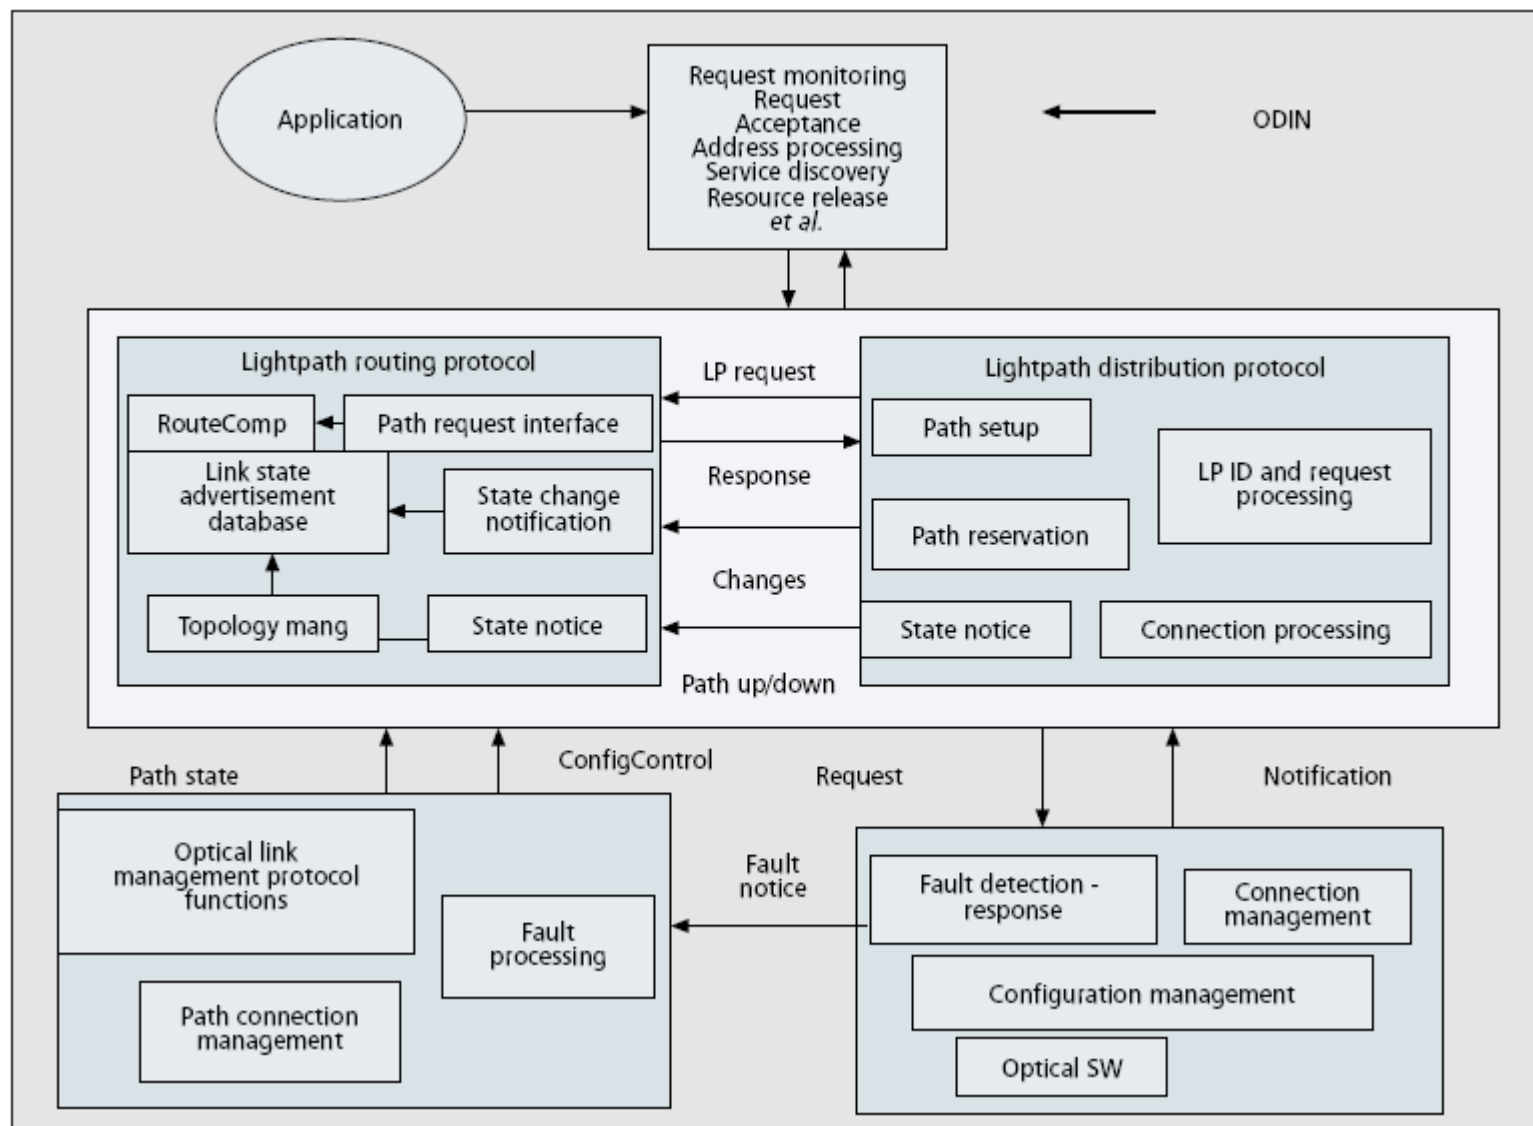 Application
Request monitoring
Request
Acceptance
Address processing
Service discovery
Resource release
et al.
ODIN
Lightpath routing protocol
RouteComp
Path request interface
Link state
advertisement
database
State change
notification
Topology mang
State notice
LP request
Response
Changes
Path up/down
Lightpath distribution protocol
Path setup
LP ID and request
processing
Path reservation
State notice
Connection processing
Path state
ConfigControl
Request
Notification
Optical link
management protocol
functions
Fault
processing
Path connection
management
Fault
notice
Fault detection -
response
Connection
management
Configuration management
Optical SW